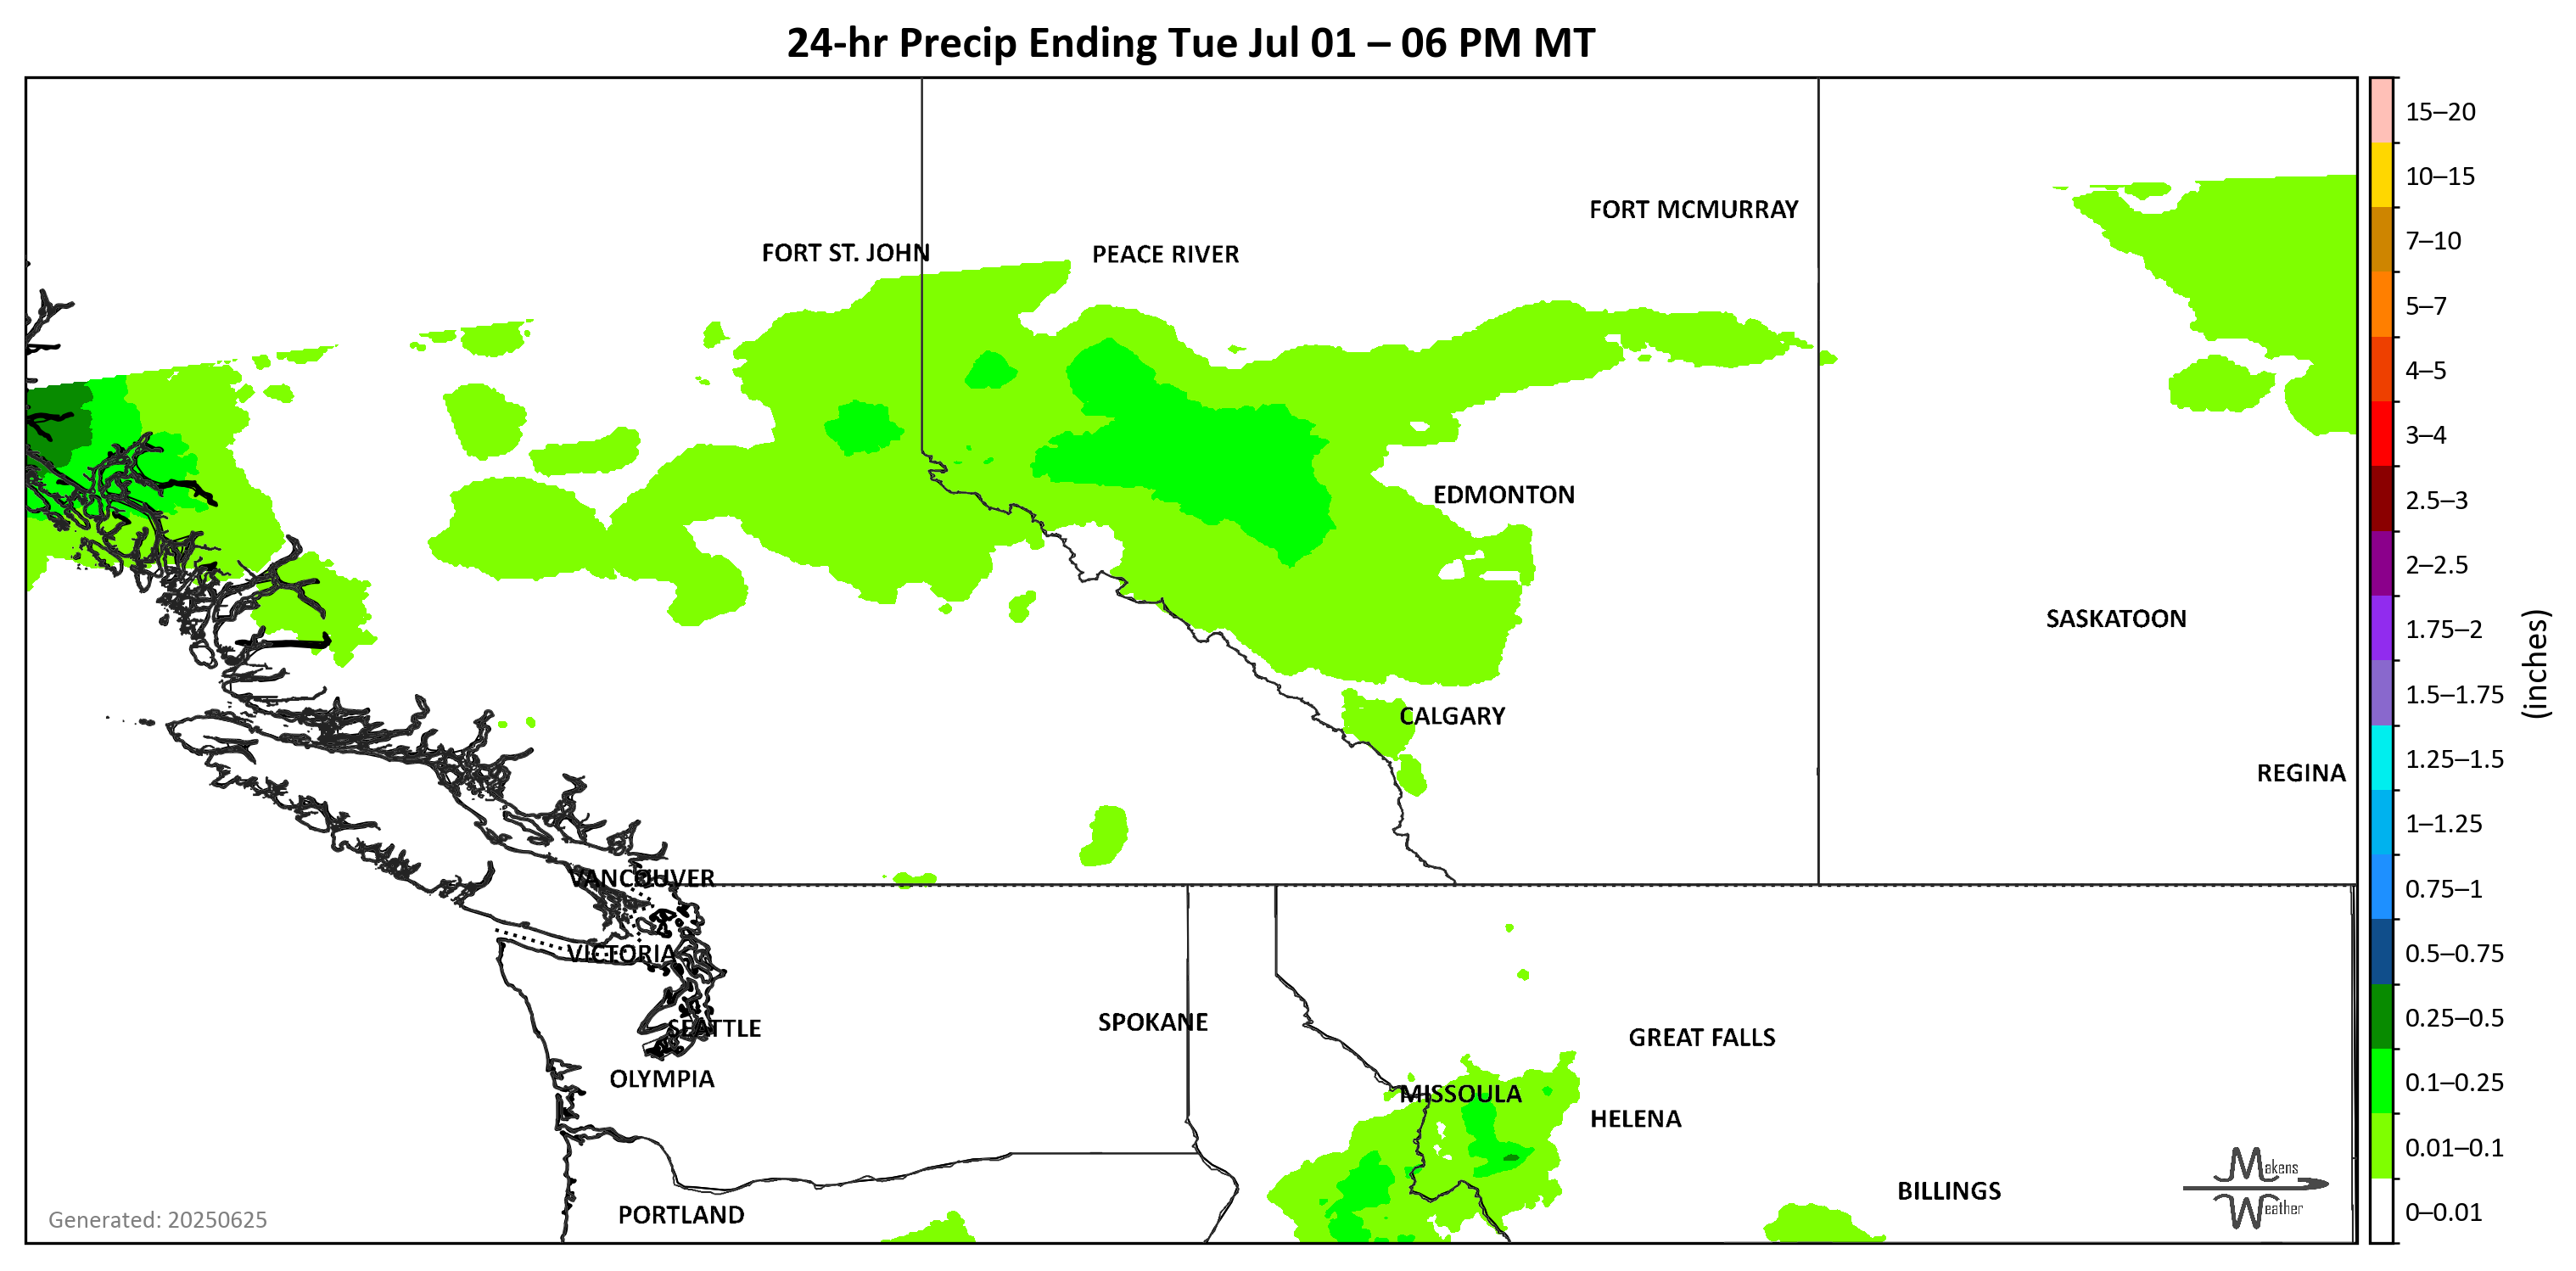 24-hr Precip Ending Tue Jul 01 – 06 PM MT
FORT MCMURRAY
FORT ST. JOHN
PEACE RIVER
EDMONTON
SASKATOON
CALGARY
REGINA
VANCOUVER
VICTORIA
SPOKANE
SEATTLE
GREAT FALLS
OLYMPIA
MISSOULA
HELENA
BILLINGS
PORTLAND
Generated: 20250625
Makens
Weather
15–20
10–15
7–10
5–7
4–5
3–4
2.5–3
2–2.5
1.75–2
1.5–1.75
1.25–1.5
1–1.25
0.75–1
0.5–0.75
0.25–0.5
0.1–0.25
0.01–0.1
0–0.01
(inches)